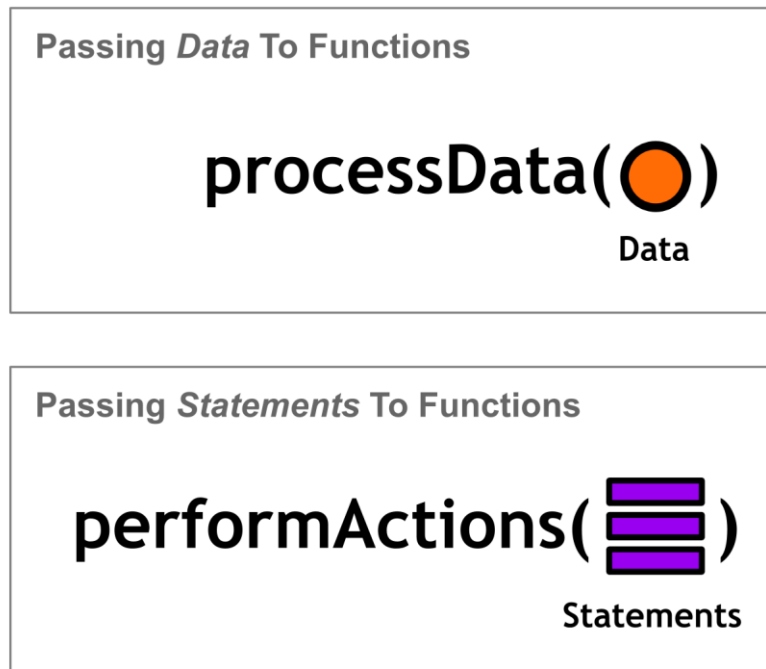 Passing Data To Functions
processData( )
Data
Passing Statements To Functions
performActions( )
Statements